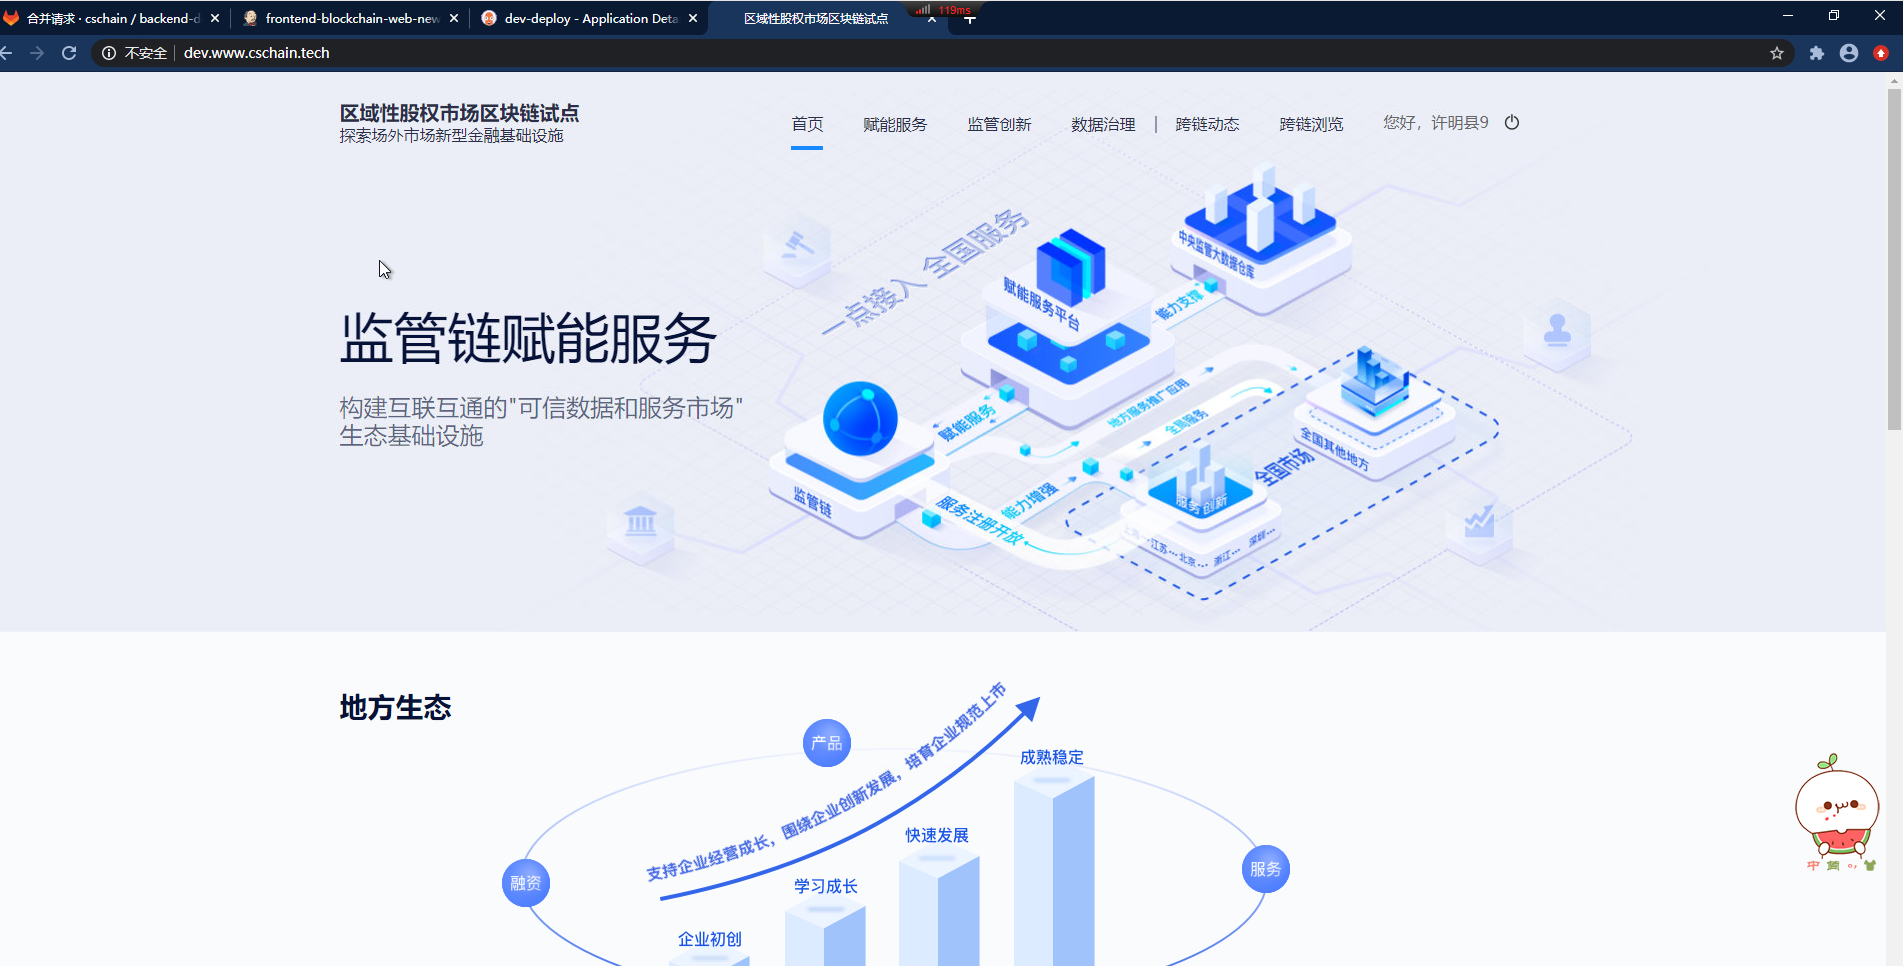 合并请求 · cschain / backend-d
frontend-blockchain-web-new
dev-deploy - Application Deta
区域性股权市场区块链试点
119ms
不安全
dev.www.cschain.tech
区域性股权市场区块链试点
探索场外市场新型金融基础设施
首页
赋能服务
监管创新
数据治理
跨链动态
跨链浏览
您好，许明县9
一点接入 全国服务
中央监管大数据仓库
赋能服务平台
能力支撑
监管链赋能服务
构建互联互通的"可信数据和服务市场"
生态基础设施
地方服务推广应用
全局服务
赋能服务
全国其他地方
全国市场
监管链
能力增强
服务注册开放
服务创新
江苏… 北京… 浙江… 深圳…
地方生态
支持企业经营成长，围绕企业创新发展，培育企业规范上市
产品
成熟稳定
快速发展
服务
融资
学习成长
企业初创
中